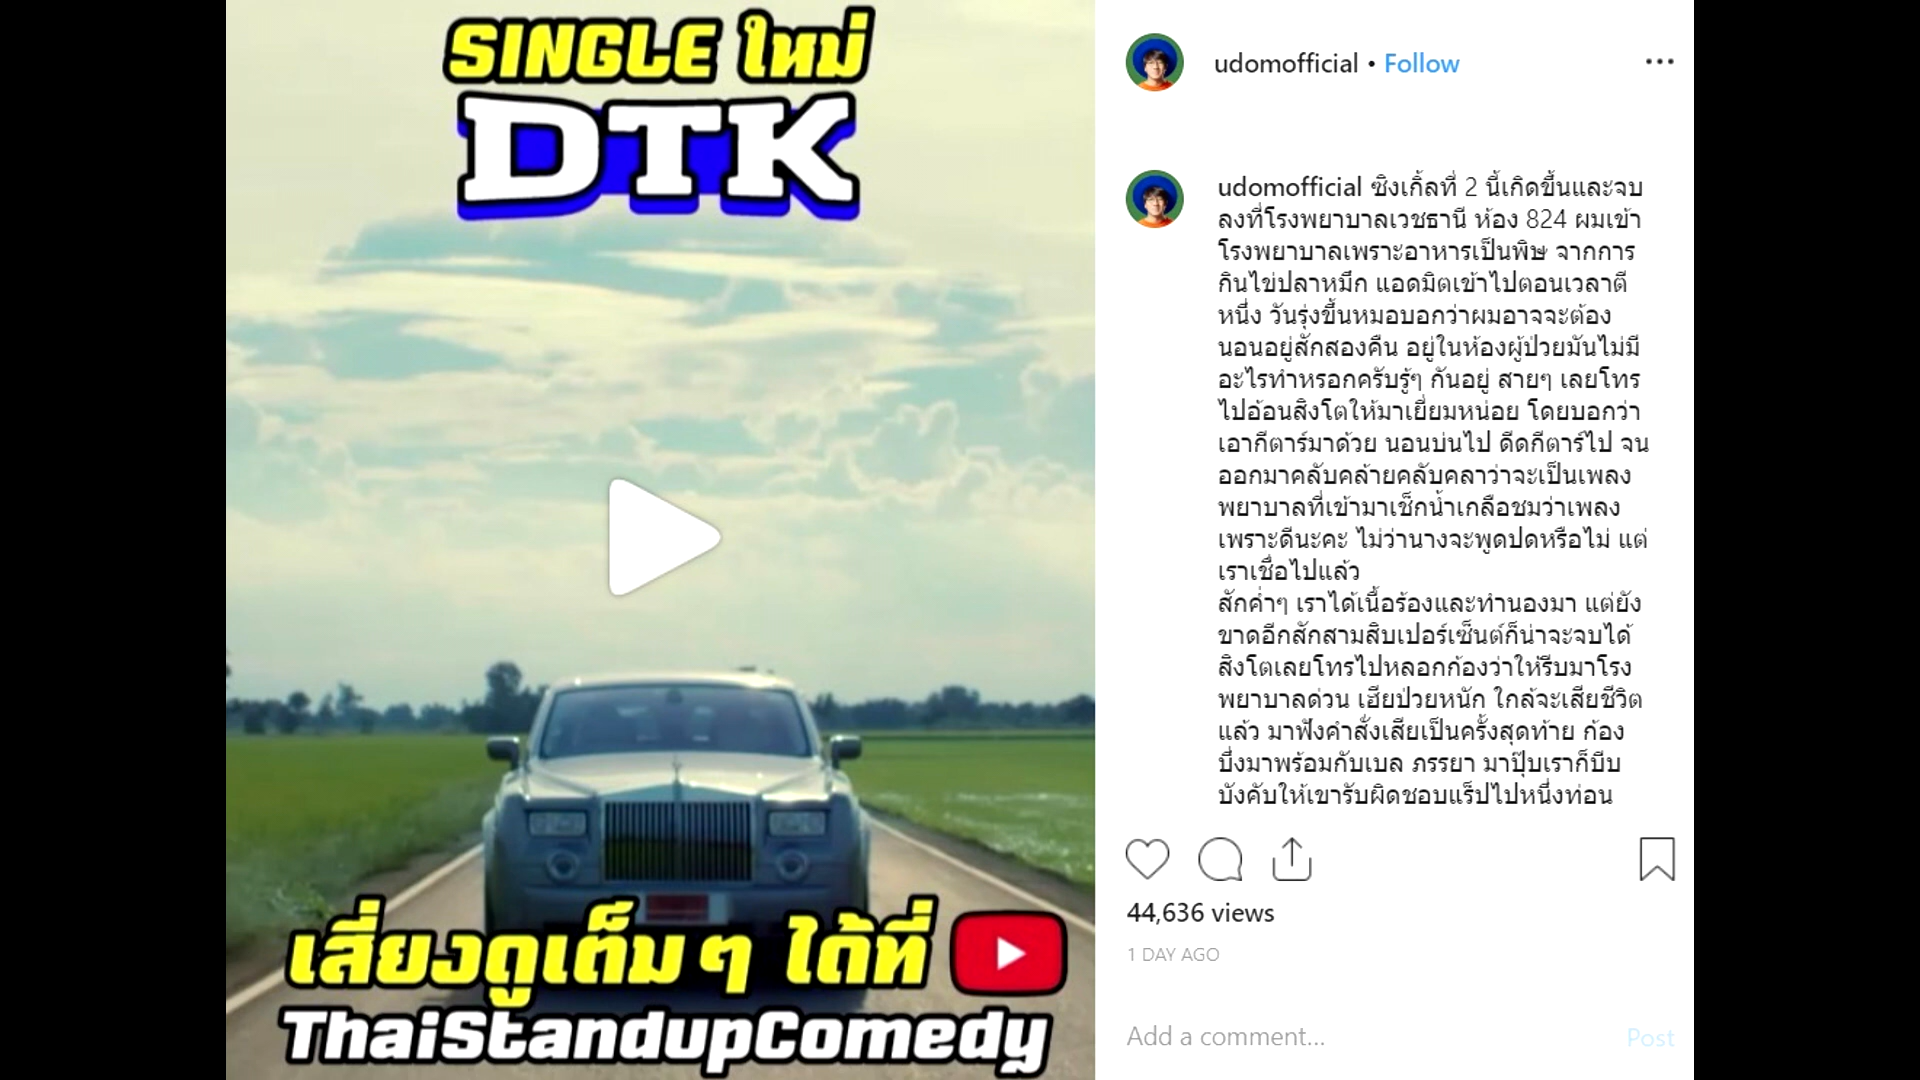 SINGLE ใหม่
DTK
เสี่ยงดูเต็มๆ ได้ที่
ThaiStandupComedy
udomofficial • Follow
udomofficial ซิงเกิ้ลที่ 2 นี้เกิดขึ้นและจบ
ลงที่โรงพยาบาลเวชธานี ห้อง 824 ผมเข้า
โรงพยาบาลเพราะอาหารเป็นพิษ จากการ
กินไข่ปลาหมึก แอดมิตเข้าไปตอนเวลาตี
หนึ่ง วันรุ่งขึ้นหมอบอกว่าผมอาจจะต้อง
นอนอยู่สักสองคืน อยู่ในห้องผู้ป่วยมันไม่มี
อะไรทำหรอกครับรู้ๆ กันอยู่ สายๆ เลยโทร
ไปอ้อนสิงโตให้มาเยี่ยมหน่อย โดยบอกว่า
เอากีตาร์มาด้วย นอนบ่นไป ดีดกีตาร์ไป จน
ออกมาคลับคล้ายคลับคลาว่าจะเป็นเพลง
พยาบาลที่เข้ามาเช็กน้ำเกลือชมว่าเพลง
เพราะดีนะคะ ไม่ว่านางจะพูดปดหรือไม่ แต่
เราเชื่อไปแล้ว
สักค่ำๆ เราได้เนื้อร้องและทำนองมา แต่ยัง
ขาดอีกสักสามสิบเปอร์เซ็นต์ก็น่าจะจบได้
สิงโตเลยโทรไปหลอกก้องว่าให้รีบมาโรง
พยาบาลด่วน เฮียป่วยหนัก ใกล้จะเสียชีวิต
แล้ว มาฟังคำสั่งเสียเป็นครั้งสุดท้าย ก้อง
บึ่งมาพร้อมกับเบล ภรรยา มาปุ๊บเราก็บีบ
บังคับให้เขารับผิดชอบแร็ปไปหนึ่งท่อน
44,636 views
1 DAY AGO
Add a comment...
Post